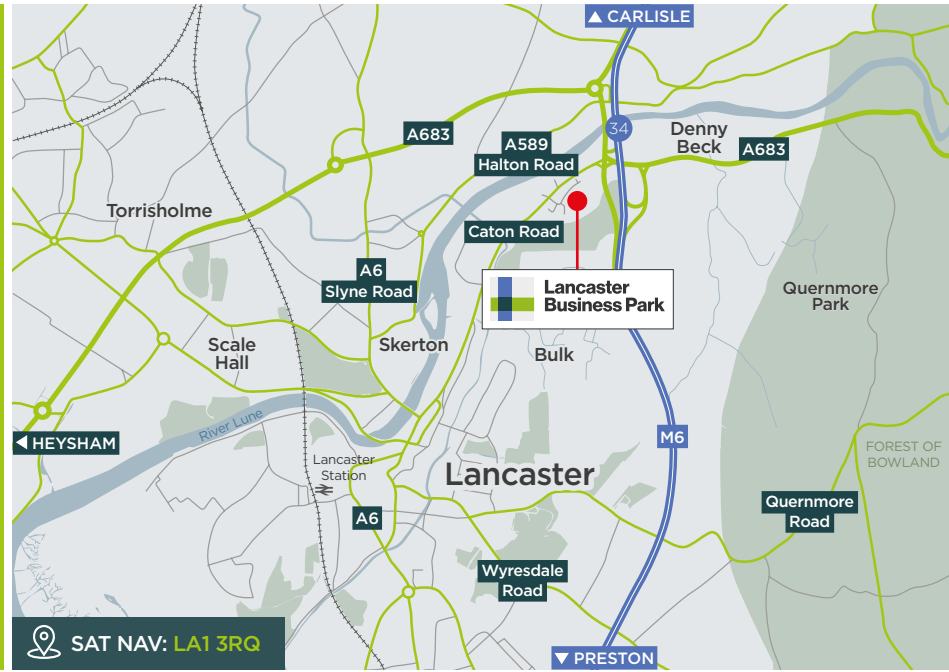 ▲ CARLISLE
A683
A589
Halton Road
34
Denny
Beck
A683
Torrisholme
Caton Road
A6
Slyne Road
Lancaster
Business Park
Quernmore
Park
Scale
Hall
Skerton
Bulk
River Lune
◀ HEYSHAM
M6
FOREST OF
BOWLAND
Lancaster
Station
Lancaster
Quernmore
Road
A6
Wyresdale
Road
SAT NAV: LA1 3RQ
▼ PRESTON